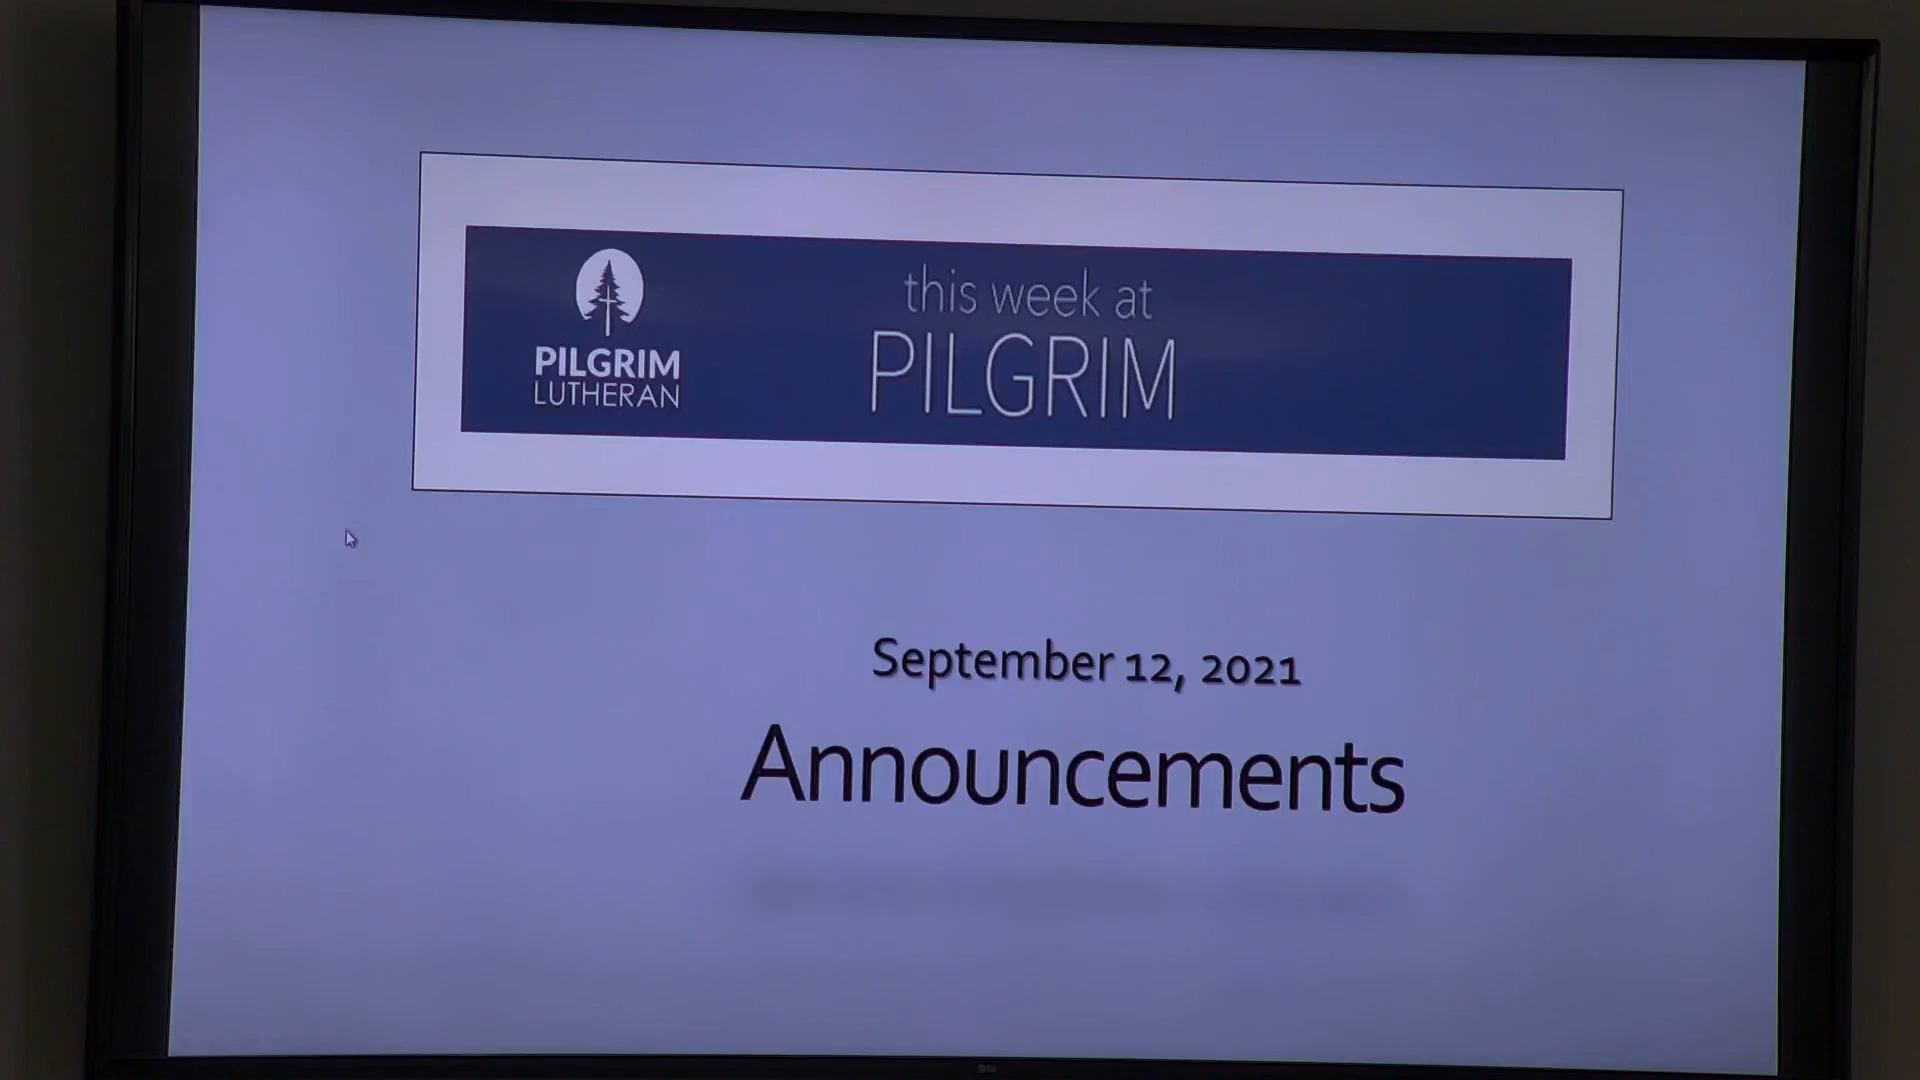 this week at
PILGRIM
PILGRIM
LUTHERAN
September 12, 2021
Announcements